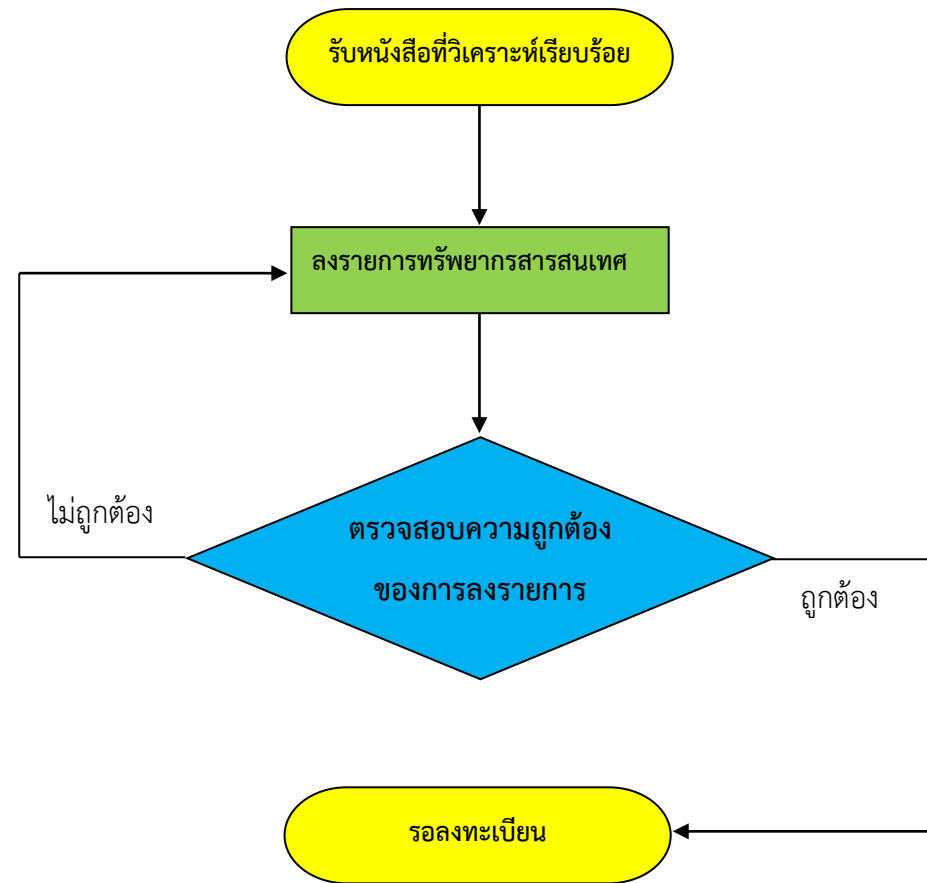 รับหนังสือที่วิเคราะห์เรียบร้อย
ลงรายการทรัพยากรสารสนเทศ
ไม่ถูกต้อง
ตรวจสอบความถูกต้อง
ของการลงรายการ
ถูกต้อง
รอลงทะเบียน